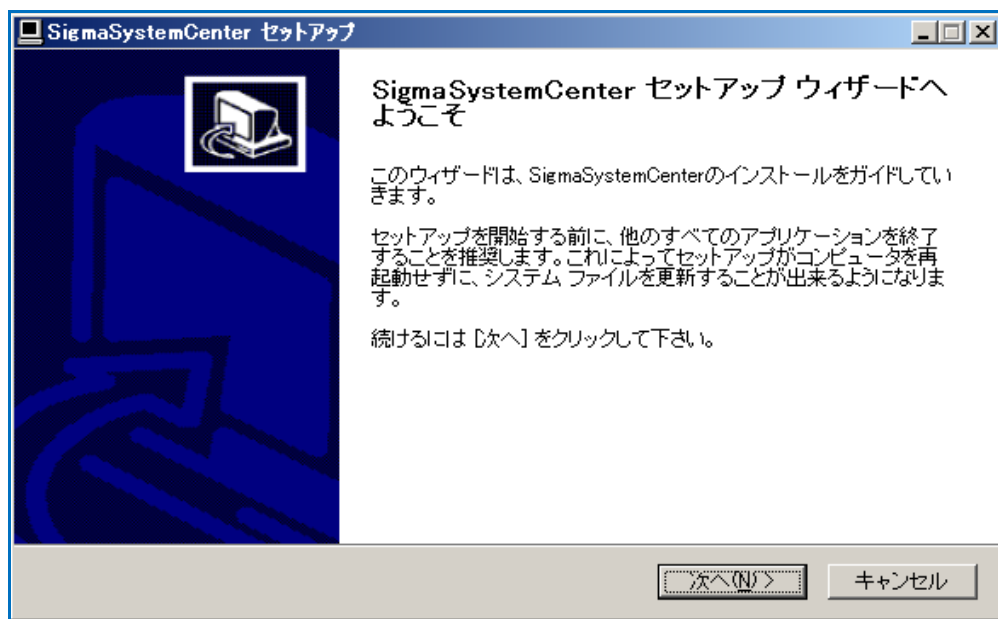 SigmaSystemCenter セットアップ
SigmaSystemCenter セットアップ ウィザードへ
ようこそ
このウィザードは、SigmaSystemCenterのインストールをガイドしてい
きます。
セットアップを開始する前に、他のすべてのアプリケーションを終了
することを推奨します。これによってセットアップがコンピュータを再
起動せずに、システム ファイルを更新することが出来るようになりま
す。
続けるには [次へ] をクリックして下さい。
次へ(N) >
キャンセル